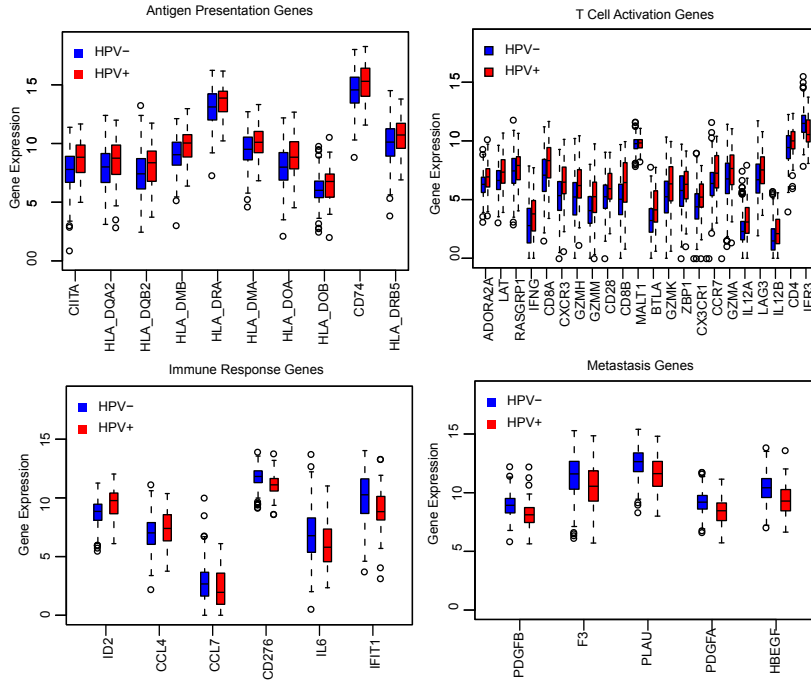 Antigen Presentation Genes
HPV−
HPV+
Gene Expression
15
10
5
00
CIITA
HLA_DQA2
HLA_DQB2
HLA_DMB
HLA_DRA
HLA_DMA
HLA_DOA
HLA_DOB
CD74
HLA_DRB5
T Cell Activation Genes
HPV−
HPV+
Gene Expression
15
10
5
0
ADORA2A
LAT
RASGRP1
IFNG
CD8A
CXCR3
GZMH
GZMM
CD28
CD8B
MALT1
BTLA
GZMK
ZBP1
CX3CR1
CCR7
GZMA
IL12A
LAG3
IL12B
CD4
IFR3
Immune Response Genes
HPV−
HPV+
Gene Expression
15
10
5
0
ID2
CCL4
CCL7
CD276
IL6
IFIT1
Metastasis Genes
HPV−
HPV+
Gene Expression
15
10
5
0
PDGFB
F3
PLAU
PDGFA
HBEGF